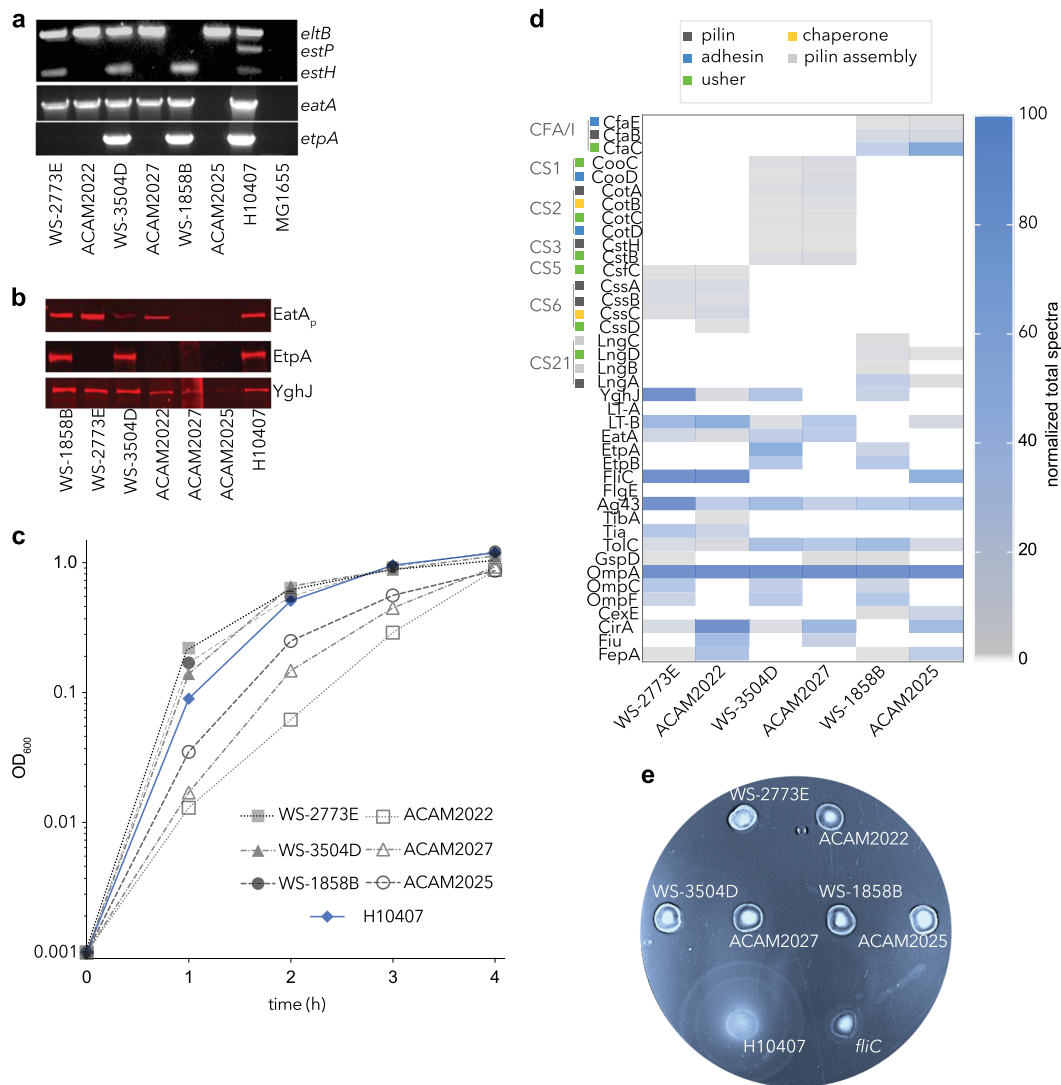 a
eltB
estP
estH
eatA
etpA
WS-2773E
ACAM2022
WS-3504D
ACAM2027
WS-1858B
ACAM2025
H10407
MG1655
b
EatAp
EtpA
YghJ
WS-1858B
WS-2773E
WS-3504D
ACAM2022
ACAM2027
ACAM2025
H10407
c
OD600
1.0
0.1
0.01
0.001
0 1 2 3 4
time (h)
WS-2773E ACAM2022
WS-3504D ACAM2027
WS-1858B ACAM2025
H10407
d
pilin chaperone
adhesin pilin assembly
usher
CFA/I
CS1
CS2
CS3
CS5
CS6
CS21
CfaE
CfaB
CfaC
CooC
CooD
CotA
CotB
CotC
CotD
CstH
CstB
CsfC
CssA
CssB
CssC
CssD
LngC
LngD
LngB
LngA
YghJ
LT-A
LT-B
EatA
EtpA
EtpB
FliC
FlgE
Ag43
TibA
Tia
TolC
GspD
OmpA
OmpC
OmpF
CexE
CirA
Fiu
FepA
WS-2773E
ACAM2022
WS-3504D
ACAM2027
WS-1858B
ACAM2025
100
80
60
40
20
0
normalized total spectra
e
WS-2773E
ACAM2022
WS-3504D
WS-1858B
ACAM2027
ACAM2025
H10407
fliC